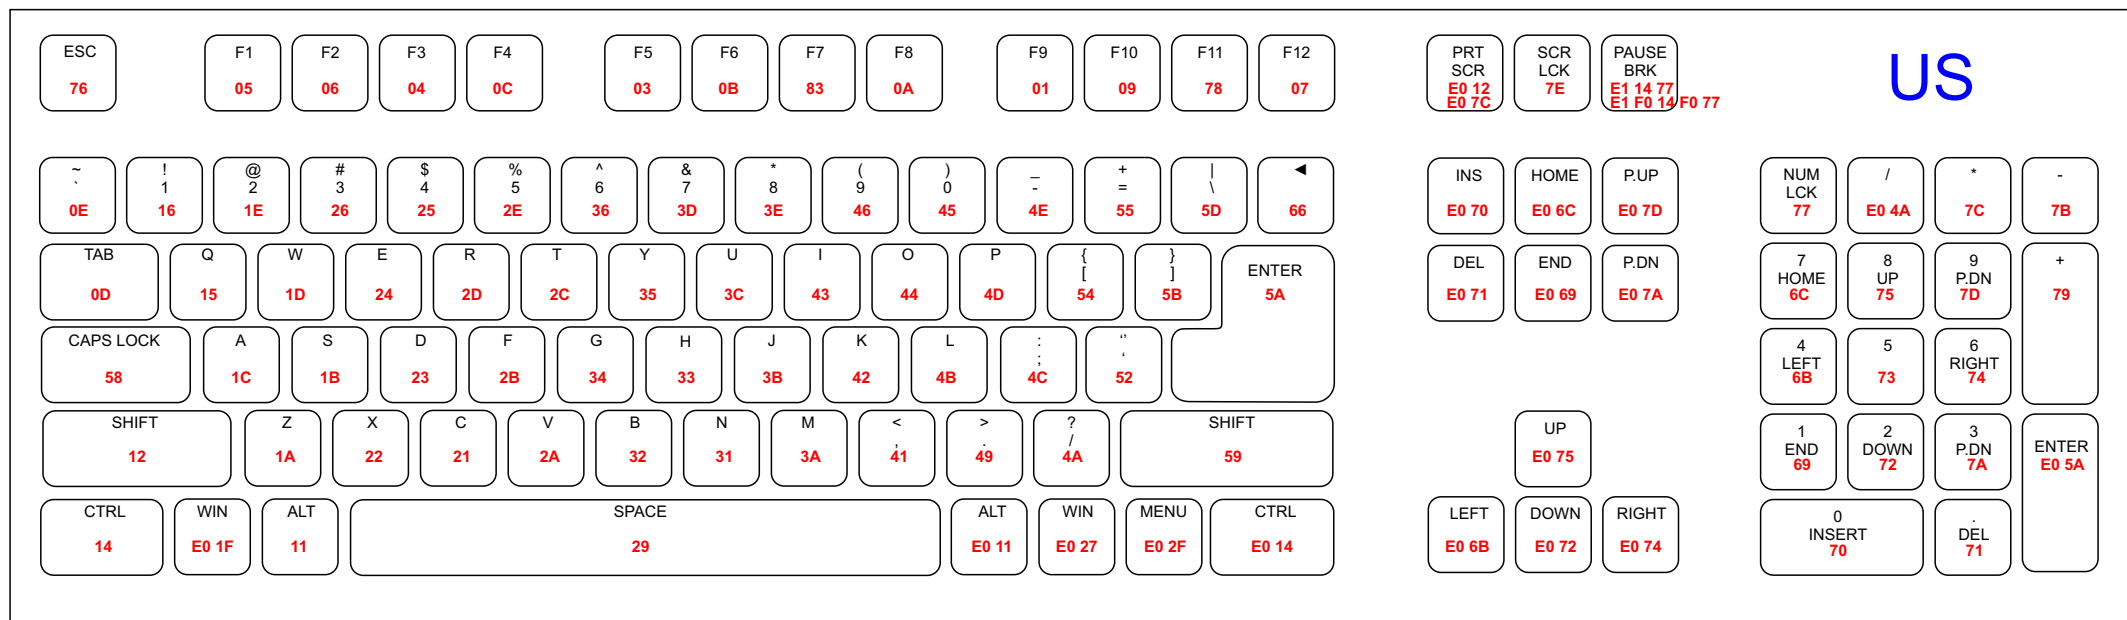 ESC F1 F2 F3 F4 F5 F6 F7 F8 F9 F10 F11 F12 PRT SCR PAUSE
SCR LCK BRK
76 05 06 04 0C 03 0B 83 0A 01 09 78 07 E0 12 7E E1 14 77
E0 7C E1 F0 14 F0 77
US
~ ! @ # $ % ^ & * ( ) _ + | ◄
` 1 2 3 4 5 6 7 8 9 0 - = \
0E 16 1E 26 25 2E 36 3D 3E 46 45 4E 55 5D 66
INS HOME P.UP
E0 70 E0 6C E0 7D
NUM / * -
LCK
77 E0 4A 7C 7B
TAB Q W E R T Y U I O P { } ENTER
[ ]
0D 15 1D 24 2D 2C 35 3C 43 44 4D 54 5B 5A
DEL END P.DN
E0 71 E0 69 E0 7A
7 8 9 +
HOME UP P.DN
6C 75 7D 79
CAPS LOCK A S D F G H J K L : “
; ‘
58 1C 1B 23 2B 34 33 3B 42 4B 4C 52
4 5 6
LEFT RIGHT
6B 73 74
SHIFT Z X C V B N M < > ? SHIFT
, . /
12 1A 22 21 2A 32 31 3A 41 49 4A 59
UP
E0 75
1 2 3 ENTER
END DOWN P.DN
69 72 7A E0 5A
CTRL WIN ALT SPACE ALT WIN MENU CTRL
14 E0 1F 11 29 E0 11 E0 27 E0 2F E0 14
LEFT DOWN RIGHT
E0 6B E0 72 E0 74
0 .
INSERT DEL
70 71